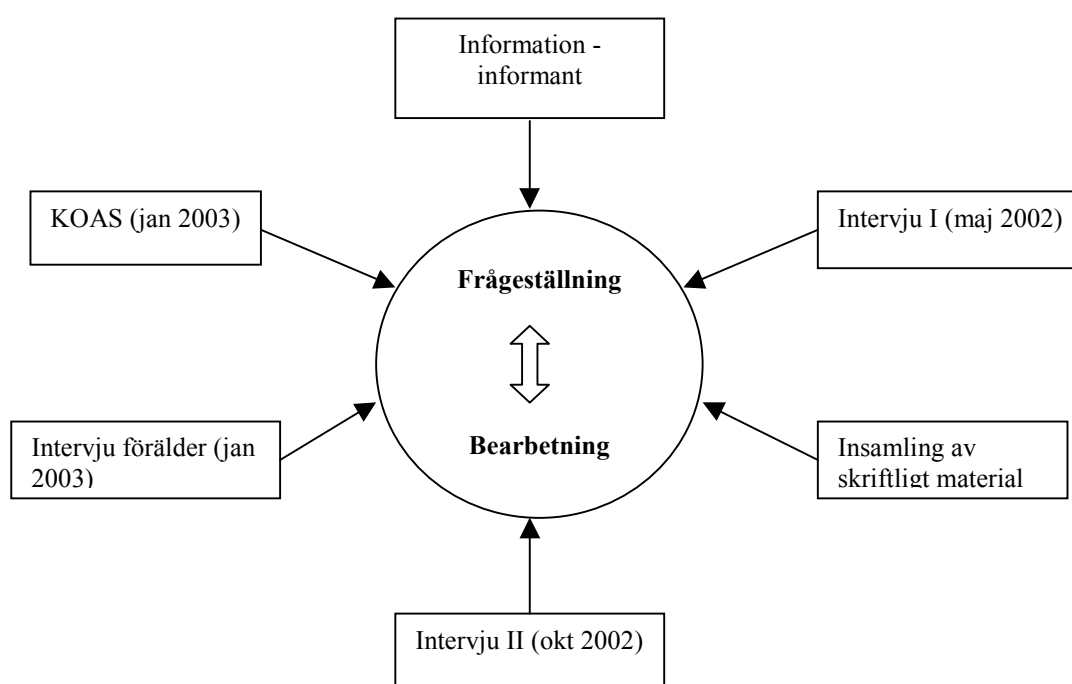 Information -
informant
KOAS (jan 2003)
Intervju I (maj 2002)
Frågeställning
Bearbetning
Intervju förälder (jan
2003)
Insamling av
skriftligt material
Intervju II (okt 2002)